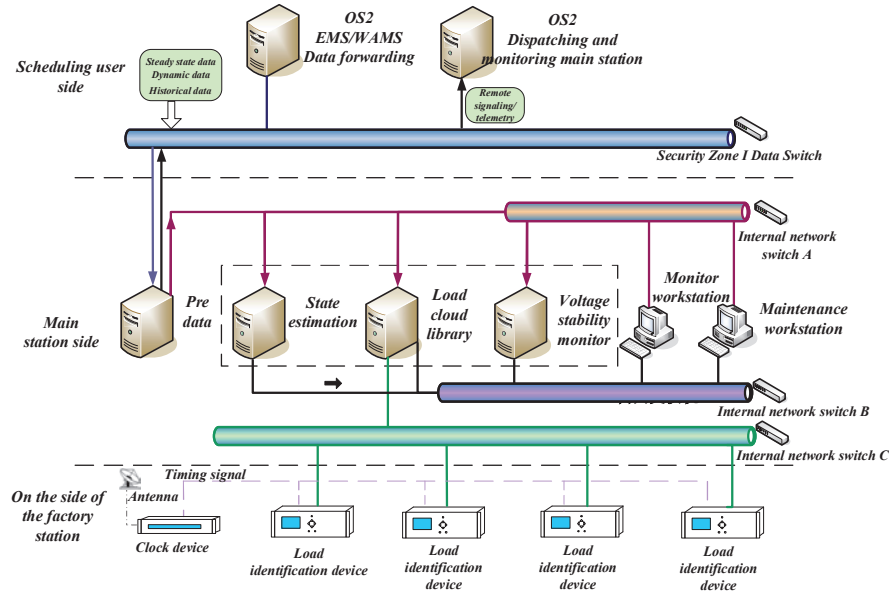 OS2
EMS/WAMS
Data forwarding
OS2
Dispatching and
monitoring main station
Scheduling user
side
Steady state data
Dynamic data
Historical data
Remote
signaling/
telemetry
Security Zone I Data Switch
Internal network
switch A
Main
station side
Pre
data
State
estimation
Load
cloud
library
Voltage
stability
monitor
Monitor
workstation
Maintenance
workstation
Internal network switch B
Internal network switch C
On the side of
the factory
station
Timing signal
Antenna
Clock device
Load
identification device
Load
identification
device
Load
identification
device
Load
identification
device